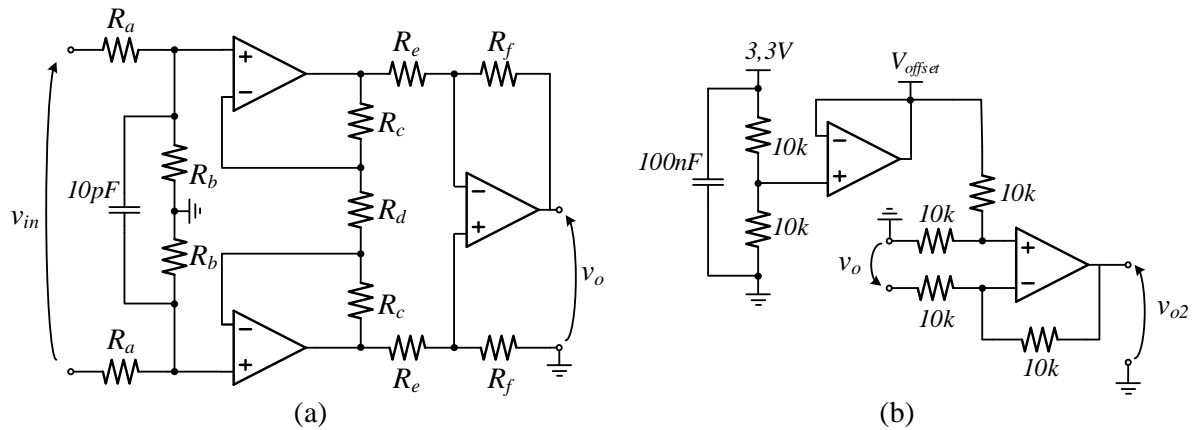 Ra
Re
Rf
Rc
10pF
Rb
vin
Rd
Rb
vo
Rc
Ra
Re
Rf
(a)
3,3V
Voffset
100nF
10k
10k
10k
10k
vo
10k
vo2
10k
(b)
+
−
−
+
−
+
−
+
+
−